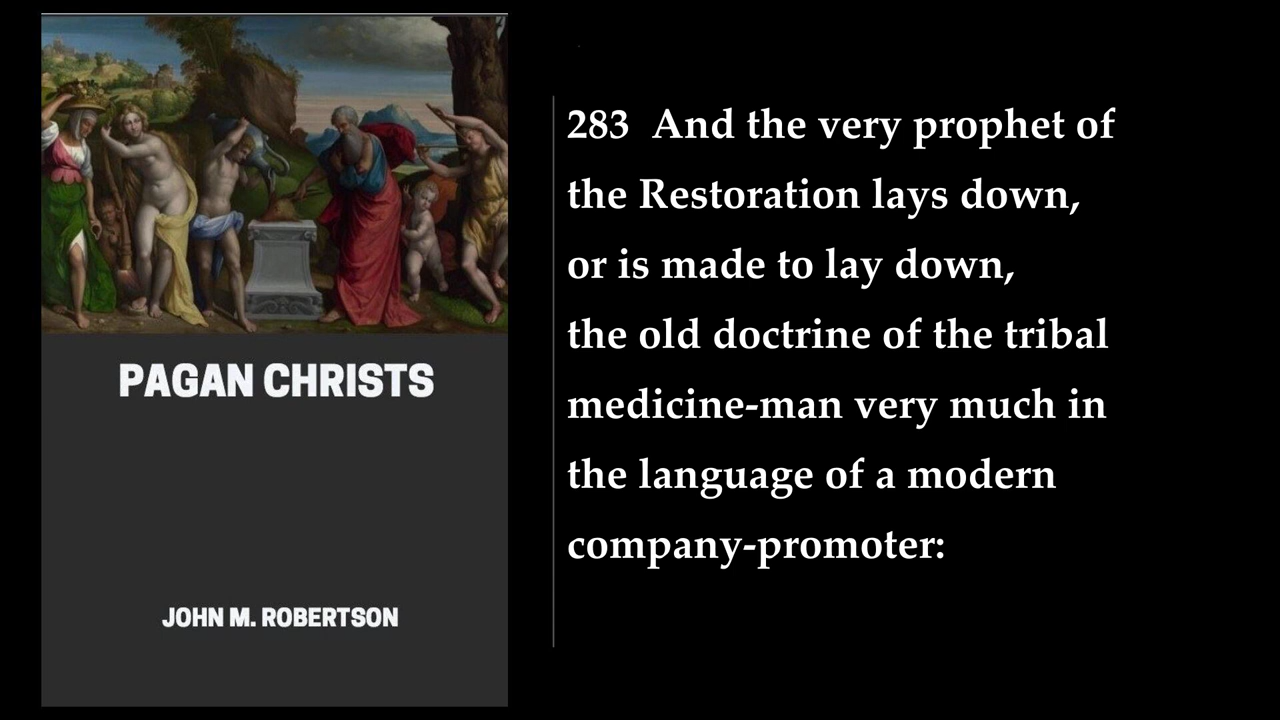 PAGAN CHRISTS
JOHN M. ROBERTSON
283 And the very prophet of
the Restoration lays down,
or is made to lay down,
the old doctrine of the tribal
medicine-man very much in
the language of a modern
company-promoter: